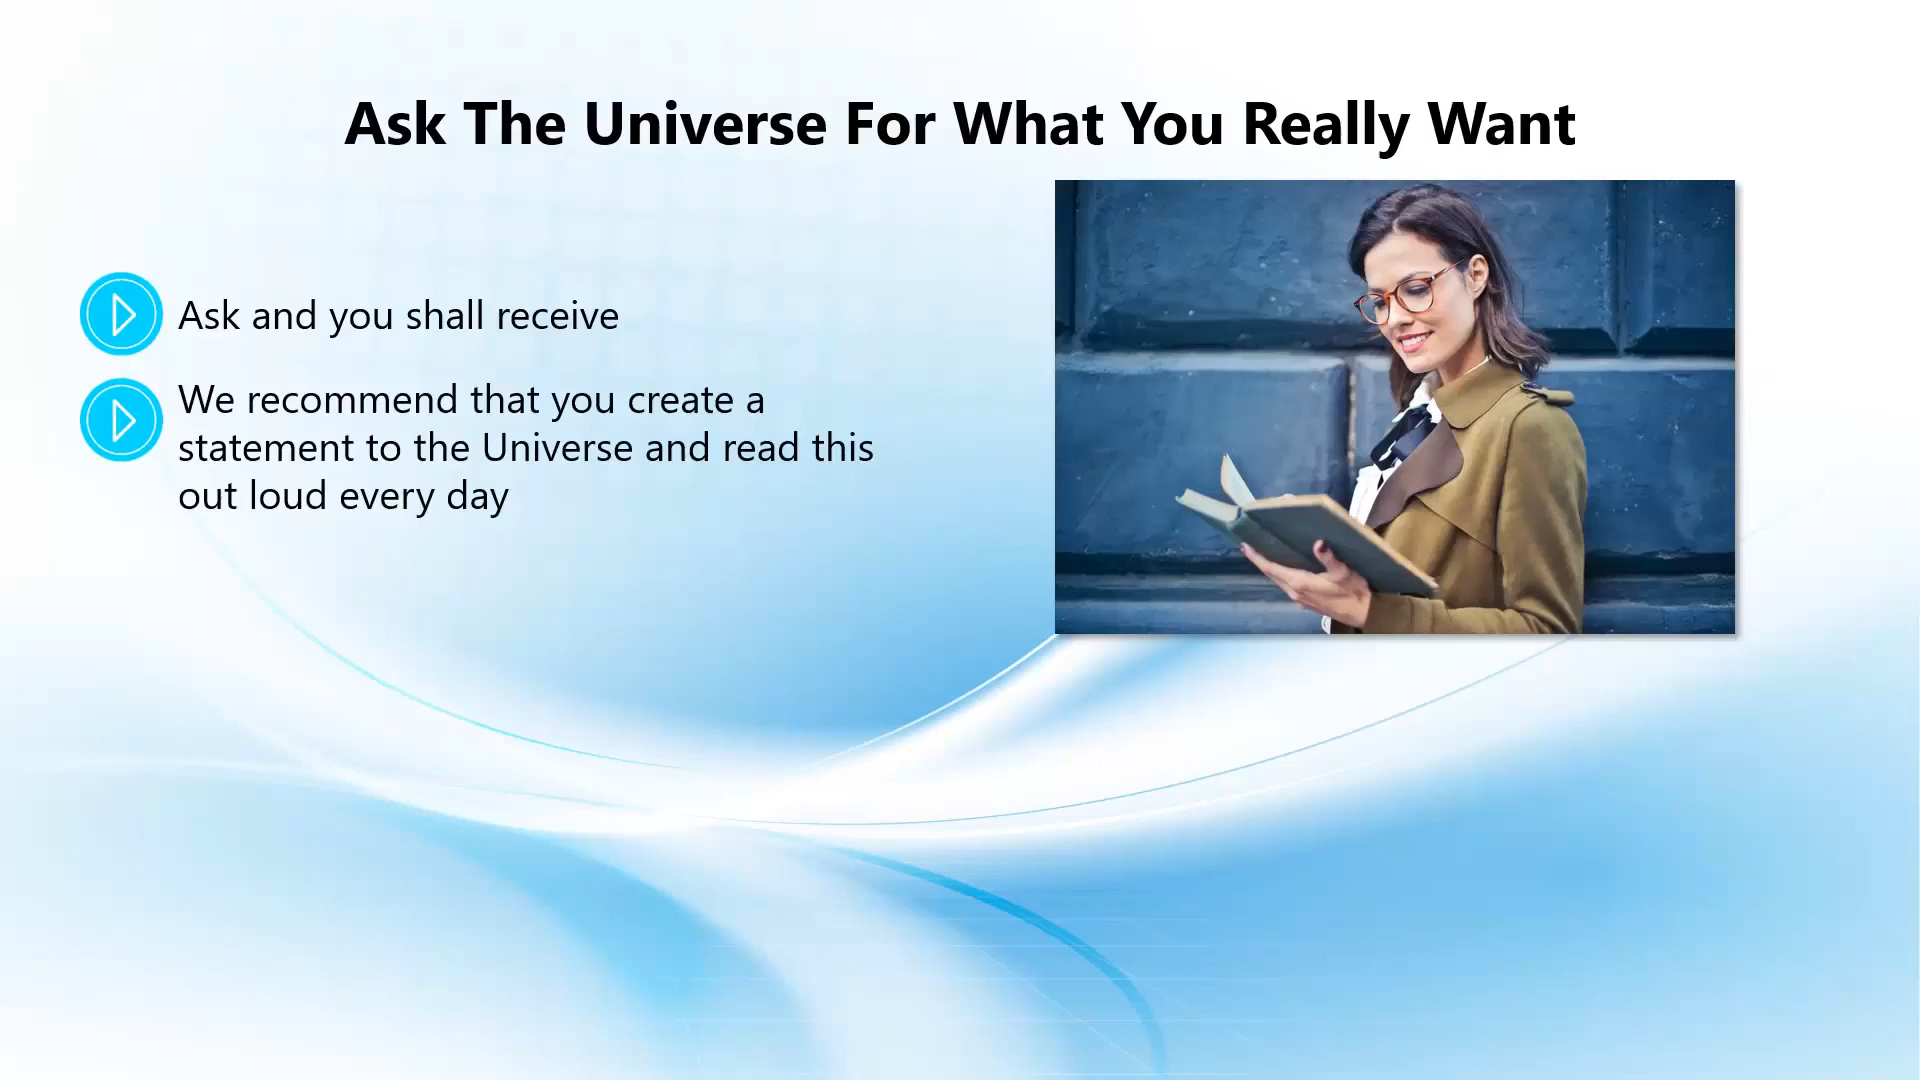 Ask The Universe For What You Really Want
Ask and you shall receive
We recommend that you create a
statement to the Universe and read this
out loud every day